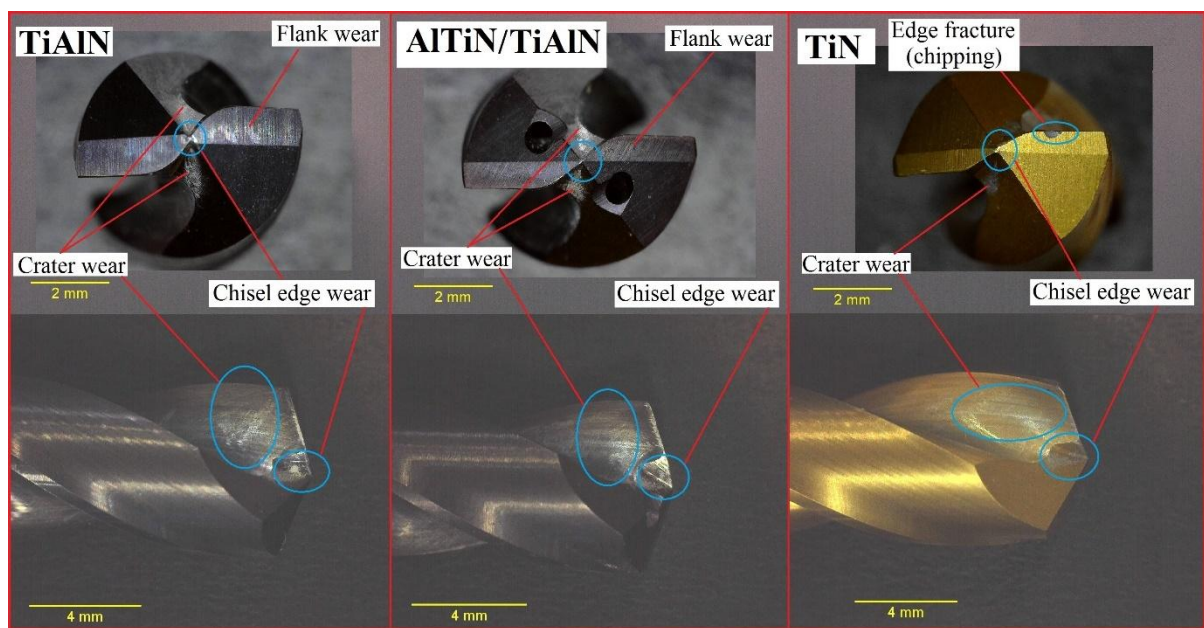 TiAlN
Flank wear
Crater wear
2 mm
Chisel edge wear
4 mm
AlTiN/TiAlN
Flank wear
Crater wear
2 mm
Chisel edge wear
4 mm
TiN
Edge fracture
(chipping)
Crater wear
2 mm
Chisel edge wear
4 mm